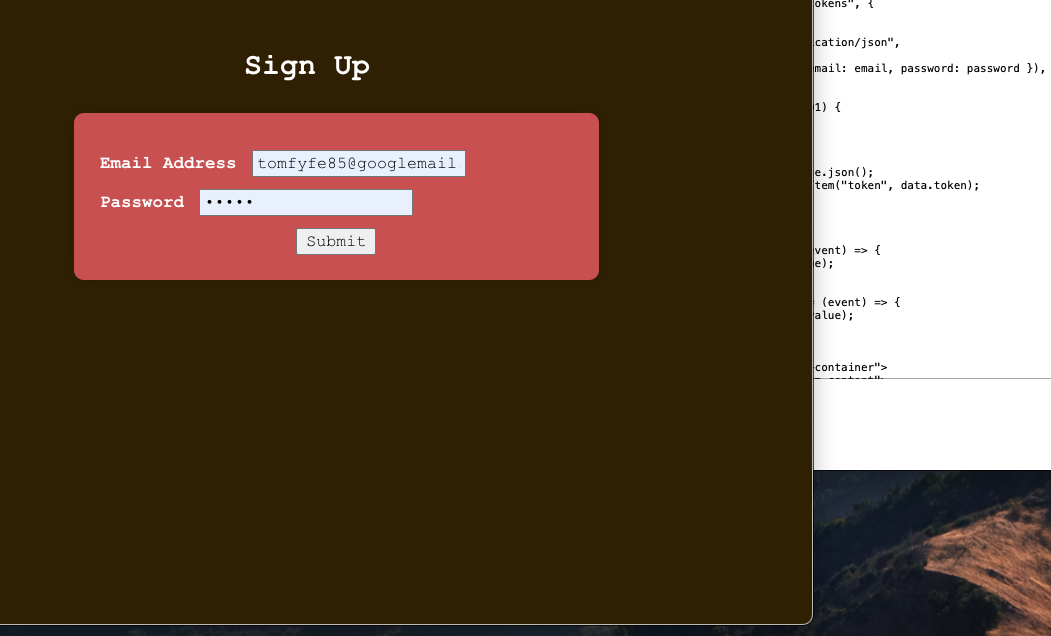 Sign Up
Email Address tomfyfe85@googlemail
Password •••••
Submit
okens", {
cation/json",
mail: email, password: password }),
1) {
e.json();
tem("token", data.token);
vent) => {
e);
(event) => {
alue);
container">